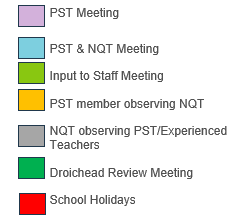 PST Meeting
PST & NQT Meeting
Input to Staff Meeting
PST member observing NQT
NQT observing PST/Experienced
Teachers
Droichead Review Meeting
School Holidays